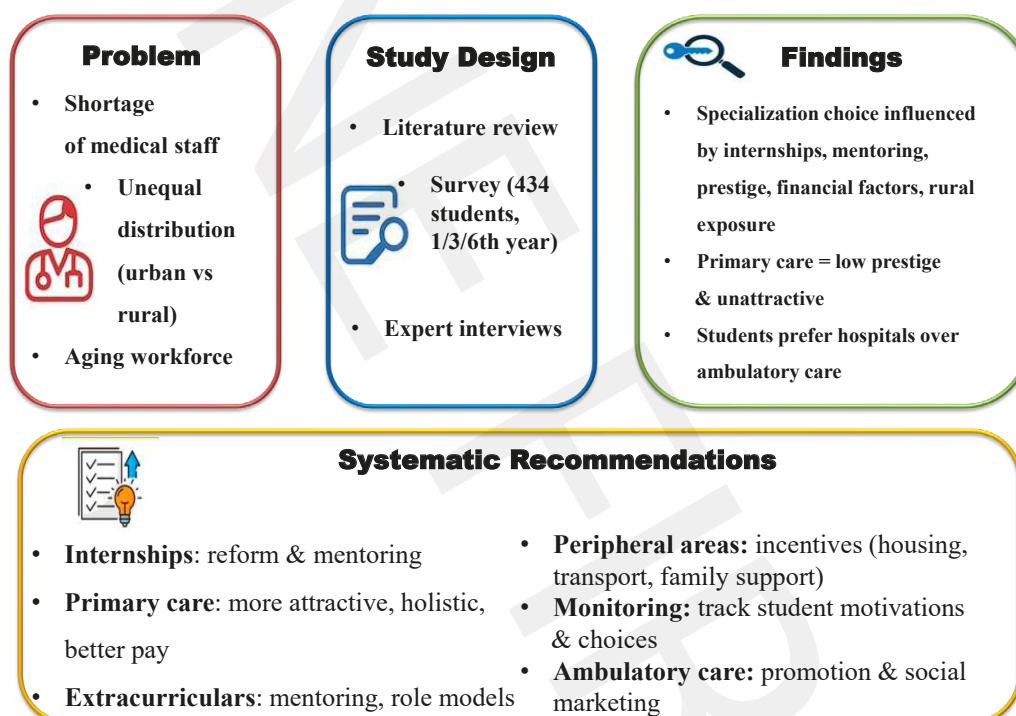 Problem
• Shortage
of medical staff
• Unequal
distribution
(urban vs
rural)
• Aging workforce
Study Design
• Literature review
• Survey (434
students,
1/3/6th year)
• Expert interviews
Findings
• Specialization choice influenced
by internships, mentoring,
prestige, financial factors, rural
exposure
• Primary care = low prestige
& unattractive
• Students prefer hospitals over
ambulatory care
Systematic Recommendations
• Internships: reform & mentoring
• Primary care: more attractive, holistic,
better pay
• Extracurriculars: mentoring, role models
• Peripheral areas: incentives (housing,
transport, family support)
• Monitoring: track student motivations
& choices
• Ambulatory care: promotion & social
marketing